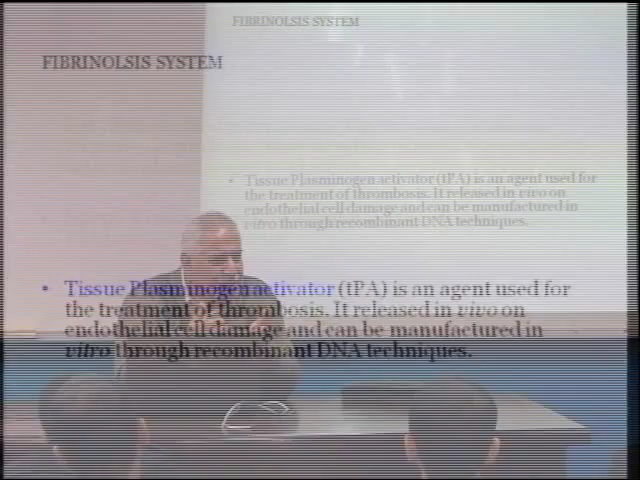 FIBRINOLSIS SYSTEM
FIBRINOLSIS SYSTEM
• Tissue Plasminogen activator (tPA) is an agent used for
the treatment of thrombosis. It released in vivo on
endothelial cell damage and can be manufactured in
vitro through recombinant DNA techniques.
• Tissue Plasminogen activator (tPA) is an agent used for
the treatment of thrombosis. It released in vivo on
endothelial cell damage and can be manufactured in
vitro through recombinant DNA techniques.